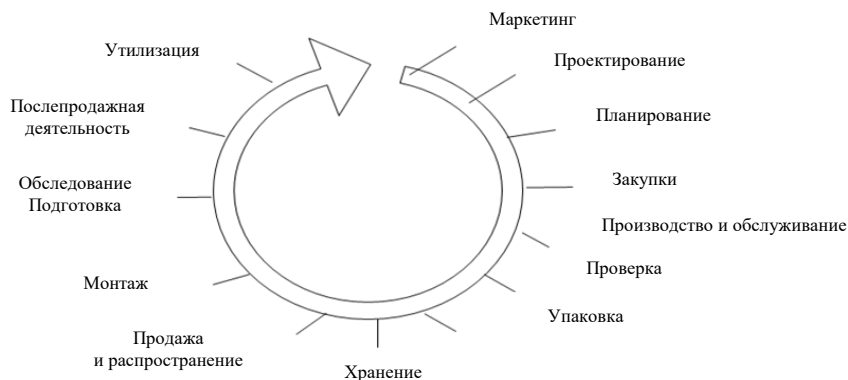 Маркетинг
Проектирование
Планирование
Закупки
Производство и обслуживание
Проверка
Упаковка
Хранение
Продажа
и распространение
Монтаж
Обследование
Подготовка
Послепродажная
деятельность
Утилизация